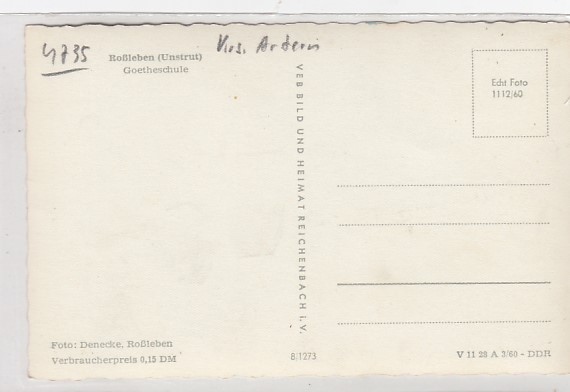 4735
Krs. Artern
Roßleben (Unstrut)
Goetheschule
VEB BILD UND HEIMAT REICHENBACH i. V.
Echt Foto
1112/60
Foto: Denecke, Roßleben
Verbraucherpreis 0,15 DM
8/1273
V 11 28 A 3/60 - DDR